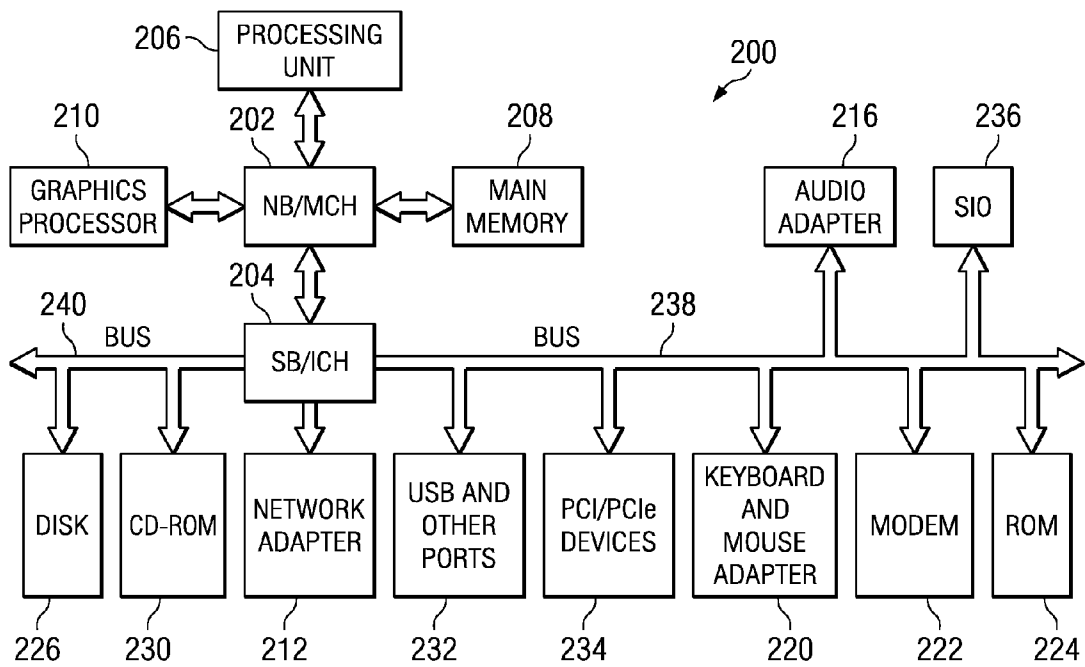 206
PROCESSING
UNIT
200
210
202
208
216
236
GRAPHICS
PROCESSOR
NB/MCH
MAIN
MEMORY
AUDIO
ADAPTER
SIO
204
240
238
BUS
SB/ICH
BUS
DISK
CD-ROM
NETWORK
ADAPTER
USB AND
OTHER
PORTS
PCI/PCIe
DEVICES
KEYBOARD
AND
MOUSE
ADAPTER
MODEM
ROM
226
230
212
232
234
220
222
224